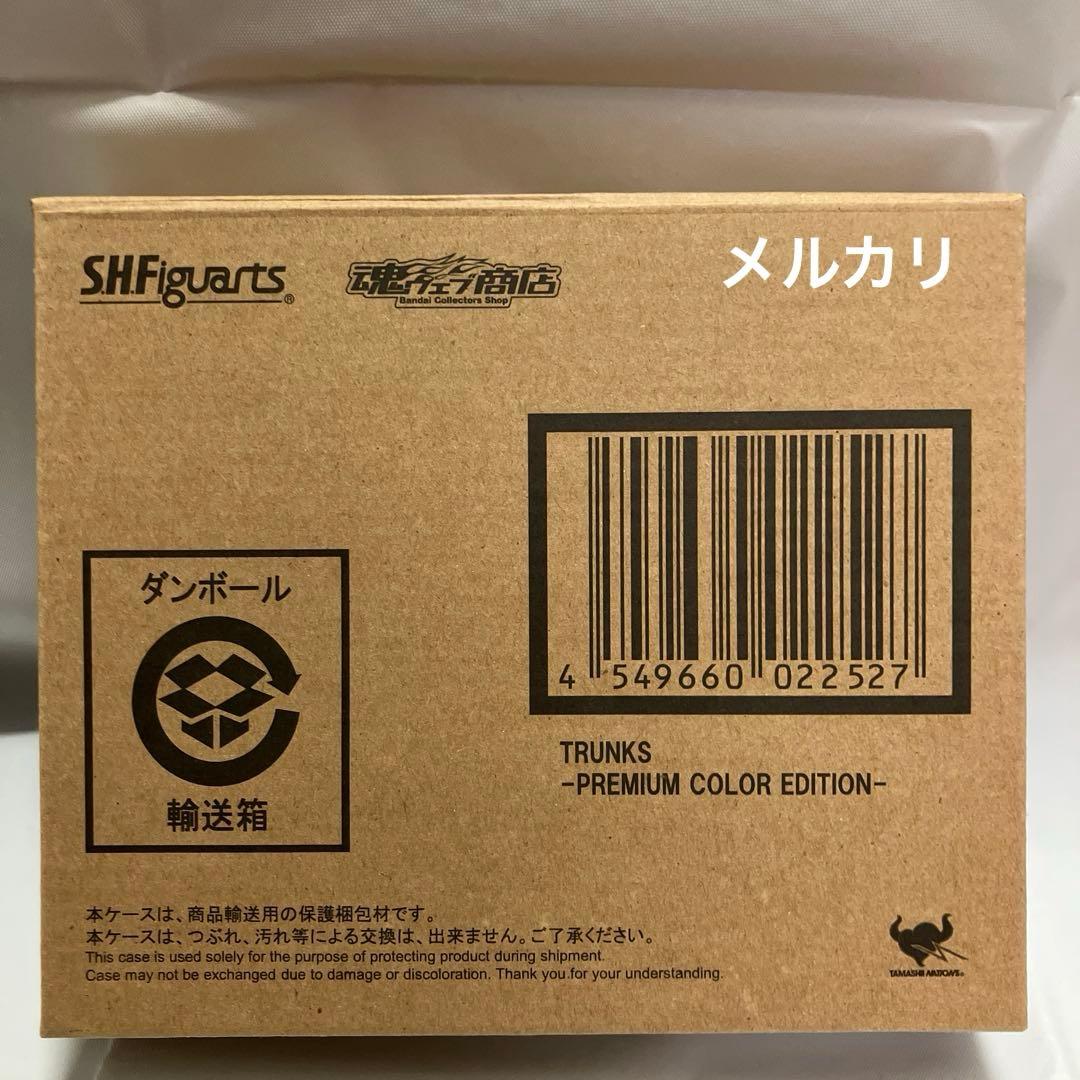 S.H.Figuarts®
魂ウェブ商店
Bandai Collectors Shop
メルカリ
4 549660 022527
TRUNKS
-PREMIUM COLOR EDITION-
ダンボール
輸送箱
本ケースは、商品輸送用の保護梱包材です。
本ケースは、つぶれ、汚れ等による交換は、出来ません。ご了承ください。
This case is used solely for the purpose of protecting product during shipment.
Case may not be exchanged due to damage or discoloration. Thank you.for your understanding.
TAMASHII NATIONS®